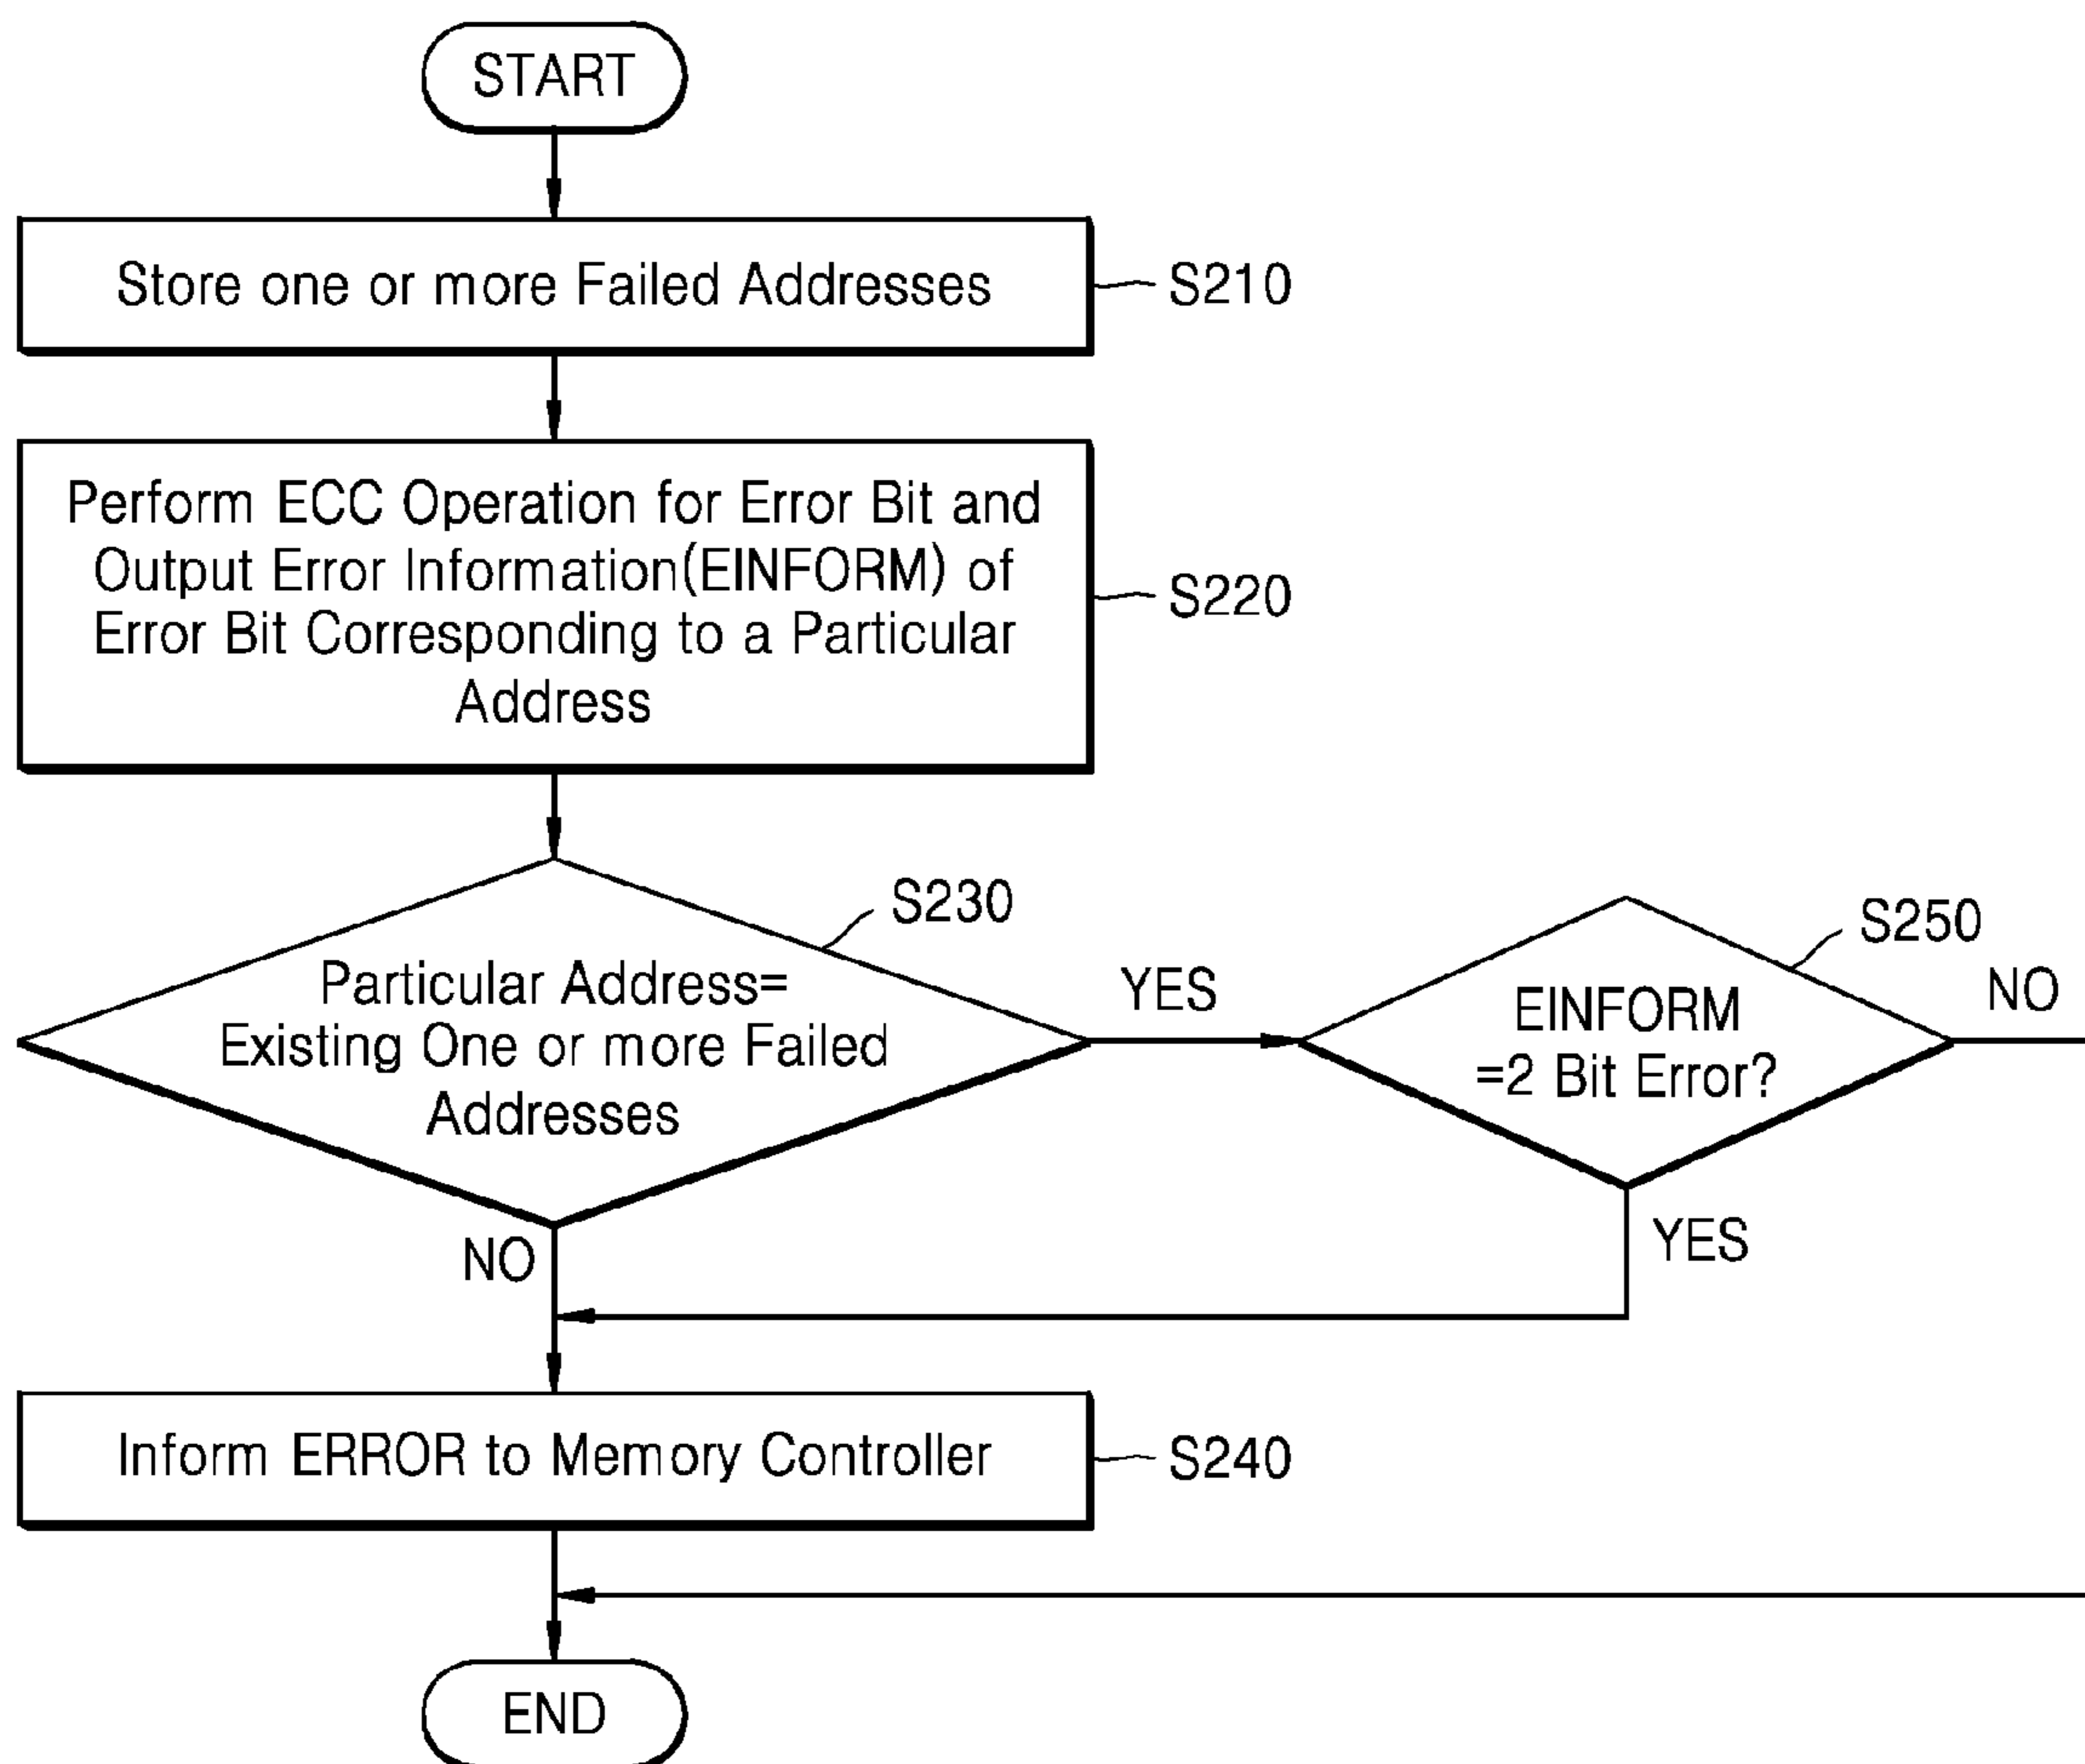 START
Store one or more Failed Addresses
S210
Perform ECC Operation for Error Bit and
Output Error Information(EINFORM) of
Error Bit Corresponding to a Particular
Address
S220
S230
Particular Address=
Existing One or more Failed
Addresses
YES
S250
EINFORM
=2 Bit Error?
NO
NO
YES
Inform ERROR to Memory Controller
S240
END